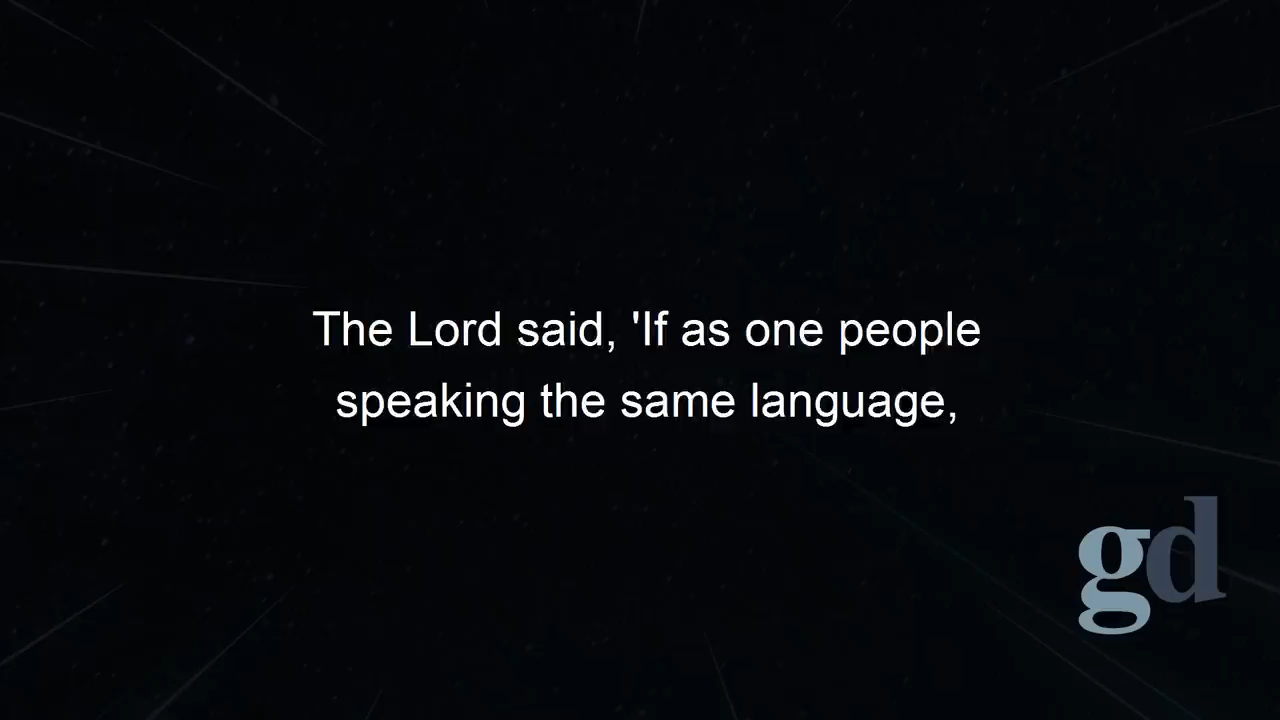 The Lord said, 'If as one people
speaking the same language,
gd